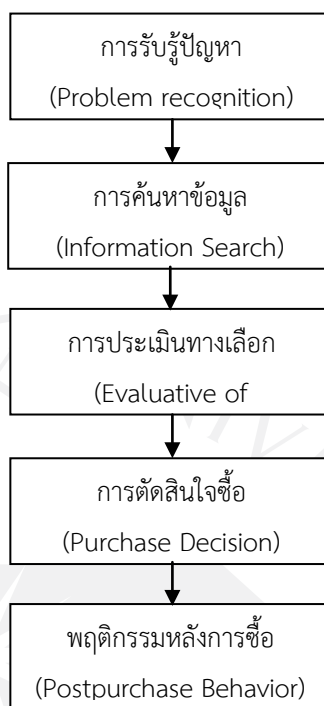 การรับรู้ปัญหา
(Problem recognition)
การค้นหาข้อมูล
(Information Search)
การประเมินทางเลือก
(Evaluative of
การตัดสินใจซื้อ
(Purchase Decision)
พฤติกรรมหลังการซื้อ
(Postpurchase Behavior)